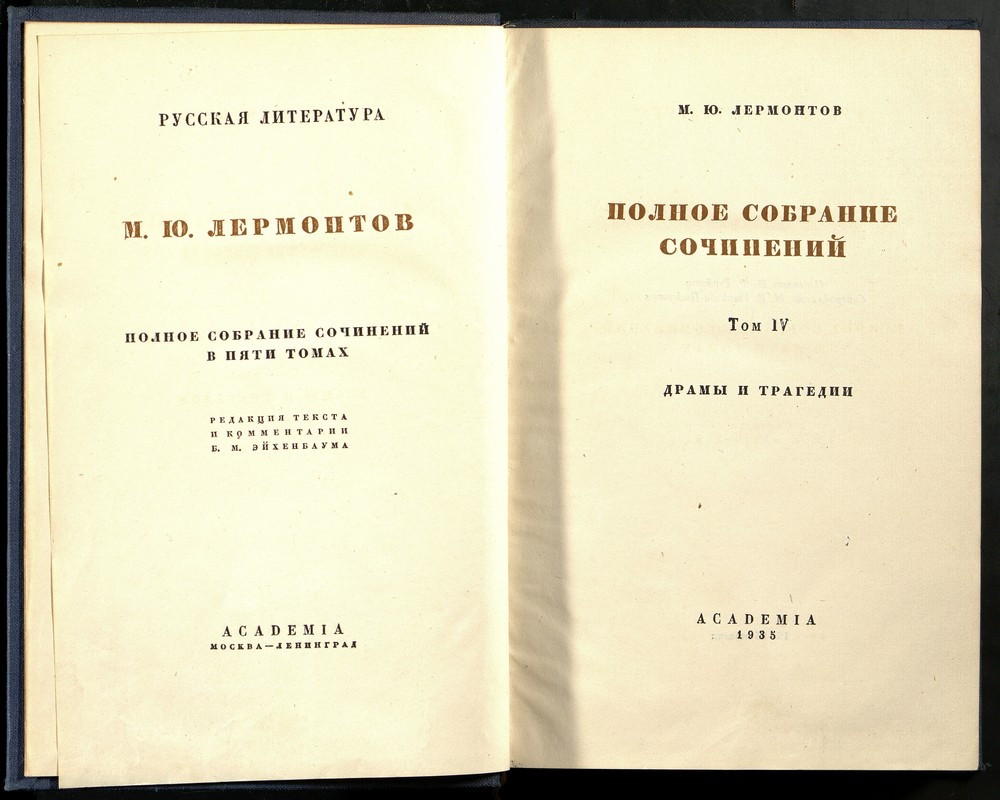 РУССКАЯ ЛИТЕРАТУРА
М. Ю. ЛЕРМОНТОВ
ПОЛНОЕ СОБРАНИЕ СОЧИНЕНИЙ
В ПЯТИ ТОМАХ
РЕДАКЦИЯ ТЕКСТА
И КОММЕНТАРИИ
Б. М. ЭЙХЕНБАУМА
ACADEMIA
МОСКВА—ЛЕНИНГРАД
М. Ю. ЛЕРМОНТОВ
ПОЛНОЕ СОБРАНИЕ
СОЧИНЕНИЙ
Том IV
ДРАМЫ И ТРАГЕДИИ
ACADEMIA
1935